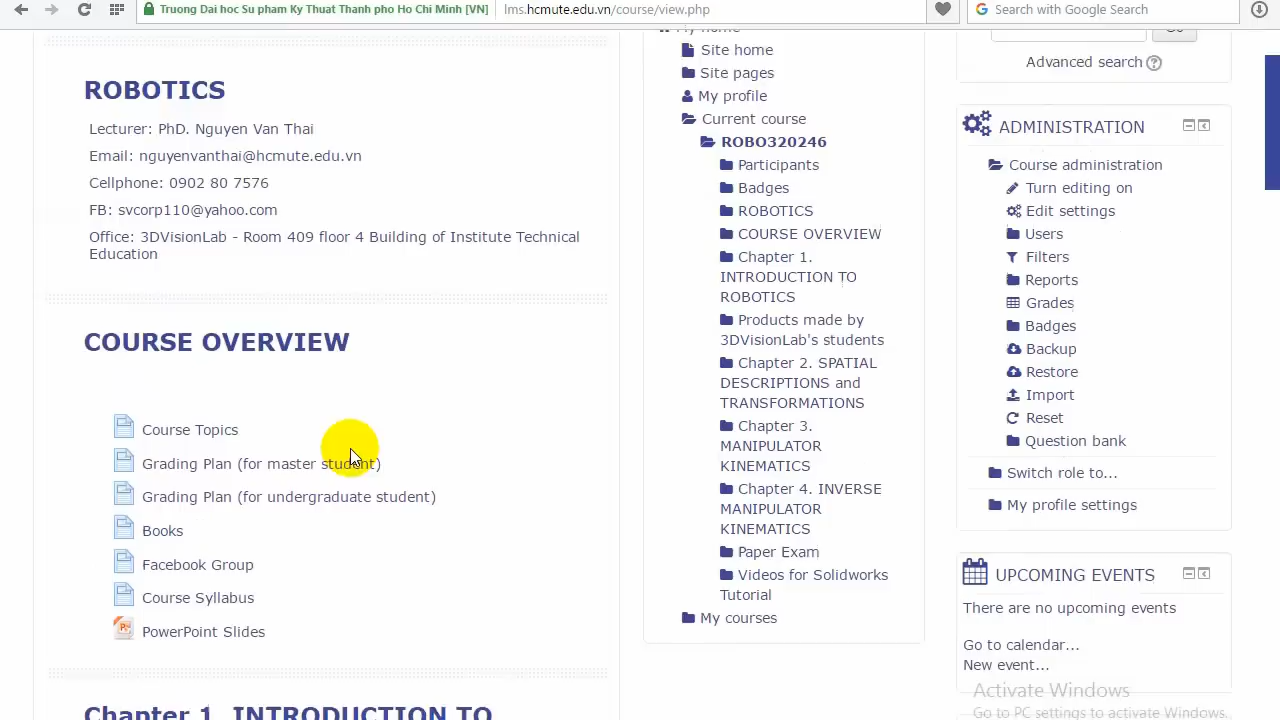 Truong Dai hoc Su pham Ky Thuat Thanh pho Ho Chi Minh [VN]
lms.hcmute.edu.vn/course/view.php
Search with Google Search
ROBOTICS
Lecturer: PhD. Nguyen Van Thai
Email: nguyenvanthai@hcmute.edu.vn
Cellphone: 0902 80 7576
FB: svcorp110@yahoo.com
Office: 3DVisionLab - Room 409 floor 4 Building of Institute Technical
Education
COURSE OVERVIEW
Course Topics
Grading Plan (for master student)
Grading Plan (for undergraduate student)
Books
Facebook Group
Course Syllabus
PowerPoint Slides
Chapter 1. INTRODUCTION TO
My home
Site home
Site pages
My profile
Current course
ROBO320246
Participants
Badges
ROBOTICS
COURSE OVERVIEW
Chapter 1.
INTRODUCTION TO
ROBOTICS
Products made by
3DVisionLab's students
Chapter 2. SPATIAL
DESCRIPTIONS and
TRANSFORMATIONS
Chapter 3.
MANIPULATOR
KINEMATICS
Chapter 4. INVERSE
MANIPULATOR
KINEMATICS
Paper Exam
Videos for Solidworks
Tutorial
My courses
Go
Advanced search
ADMINISTRATION
Course administration
Turn editing on
Edit settings
Users
Filters
Reports
Grades
Badges
Backup
Restore
Import
Reset
Question bank
Switch role to...
My profile settings
UPCOMING EVENTS
There are no upcoming events
Go to calendar...
New event...
Activate Windows
Go to PC settings to activate Windows.